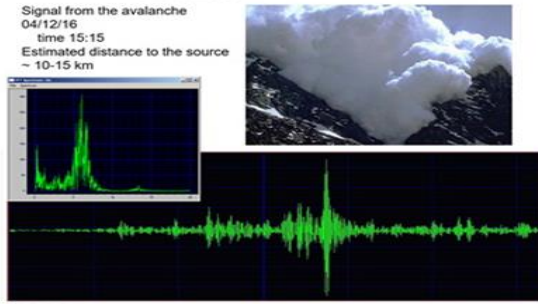 Signal from the avalanche
04/12/16
time 15:15
Estimated distance to the source
~ 10-15 km